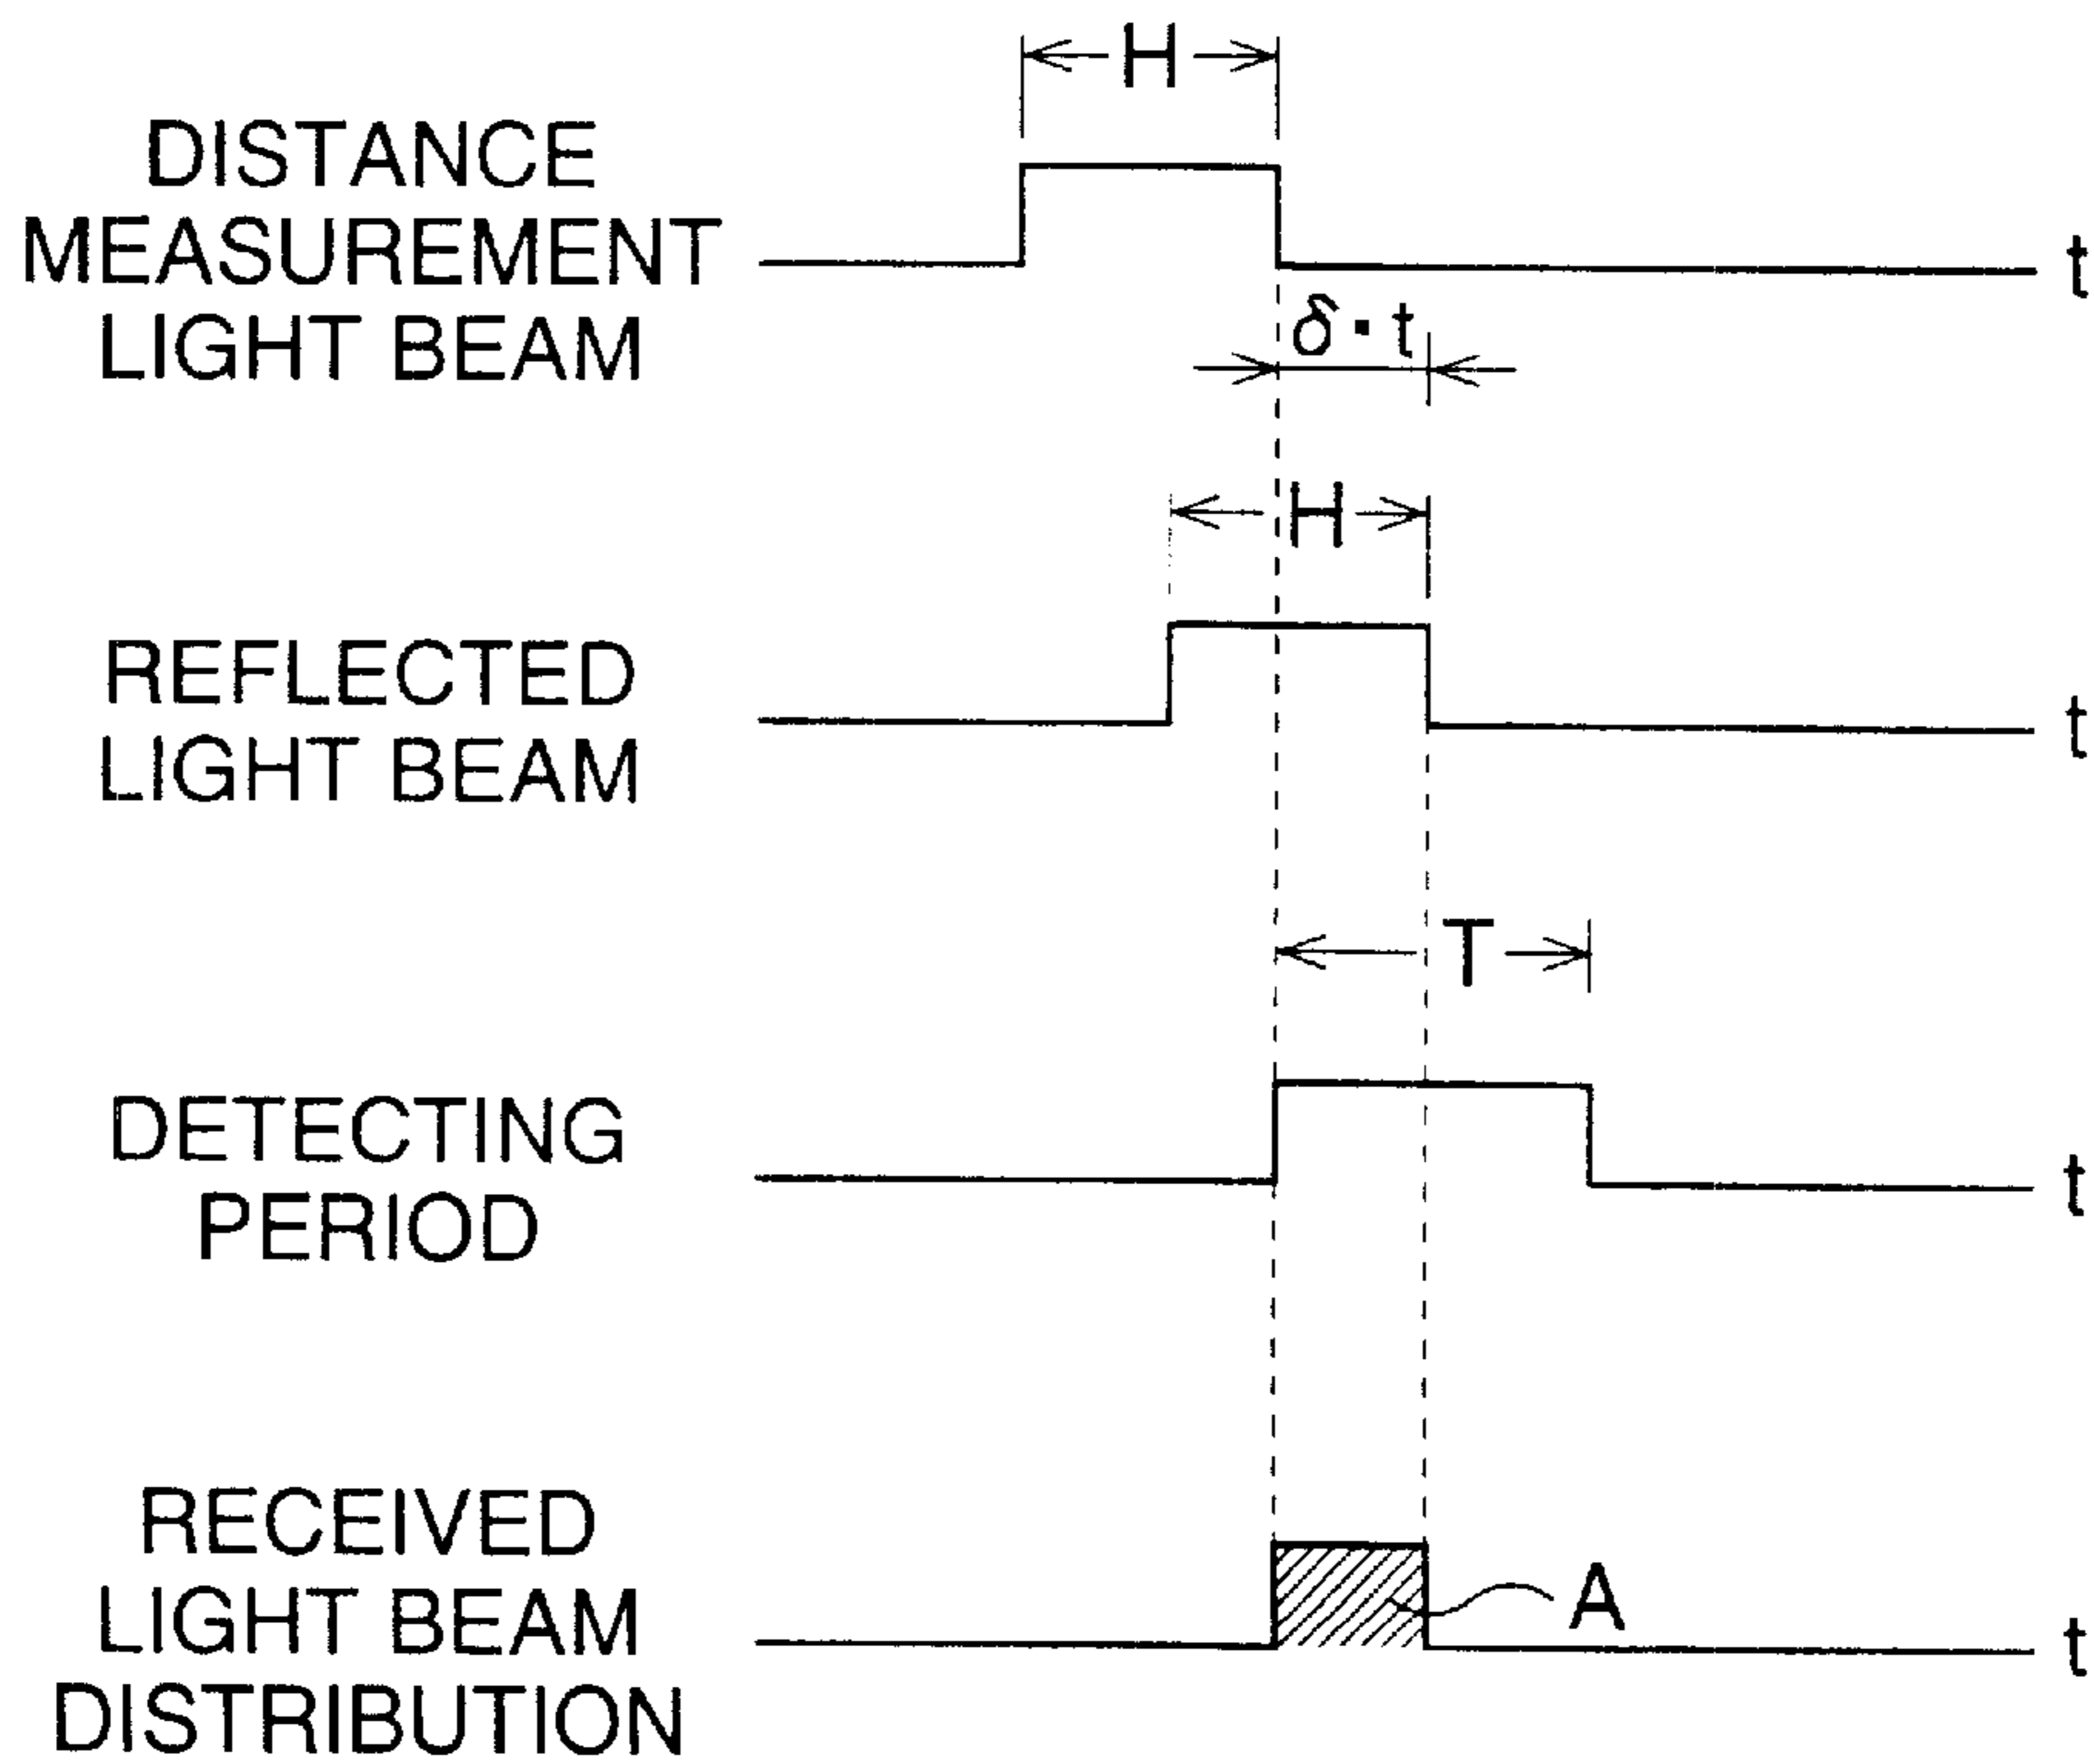 H
DISTANCE
MEASUREMENT
LIGHT BEAM
t
δ·t
H
REFLECTED
LIGHT BEAM
t
T
DETECTING
PERIOD
t
RECEIVED
LIGHT BEAM
DISTRIBUTION
A
t